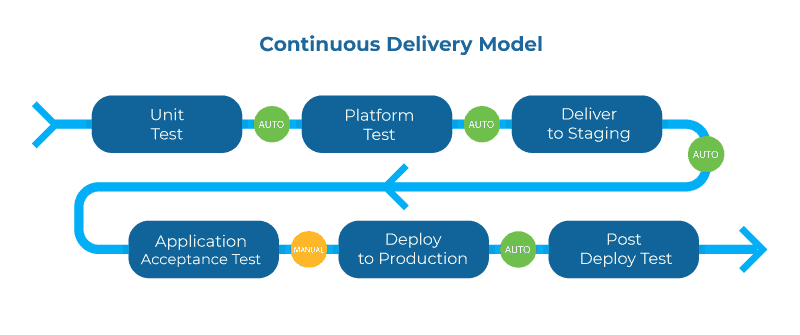 Continuous Delivery Model
Unit
Test
AUTO
Platform
Test
AUTO
Deliver
to Staging
AUTO
Application
Acceptance Test
MANUAL
Deploy
to Production
AUTO
Post
Deploy Test